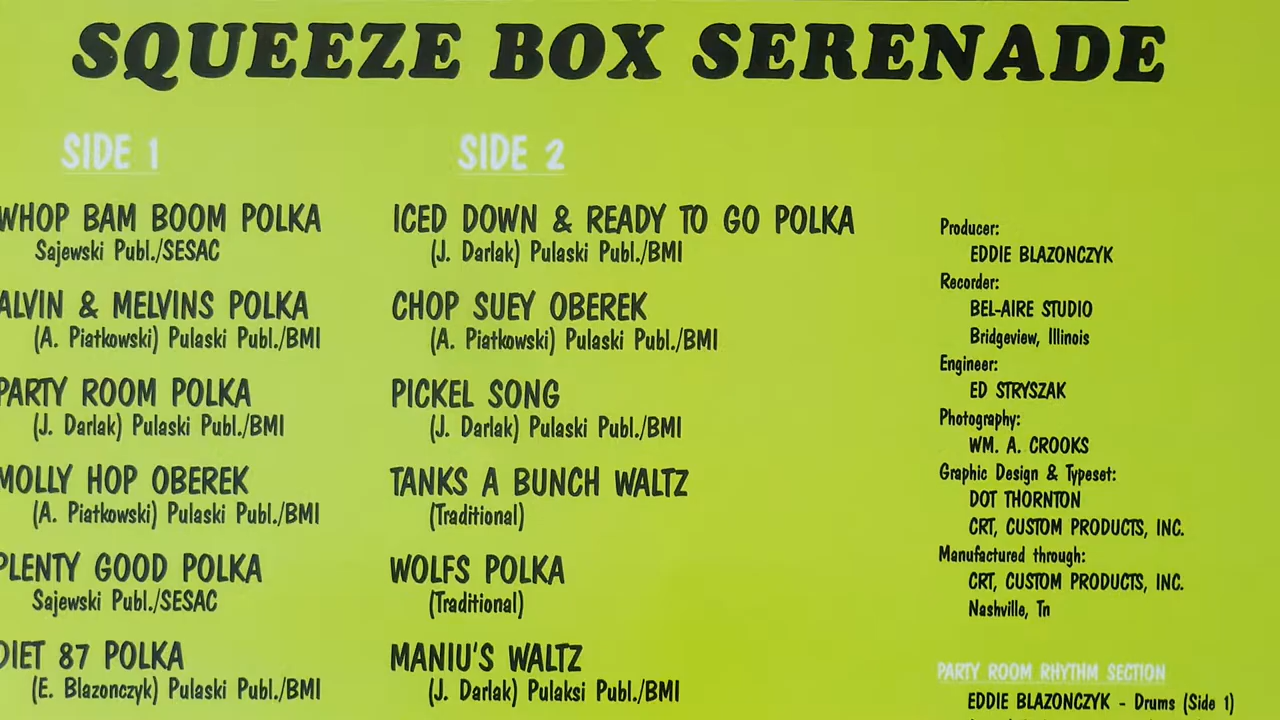 SQUEEZE BOX SERENADE
SIDE 1
WHOP BAM BOOM POLKA
Sajewski Publ./SESAC
ALVIN & MELVINS POLKA
(A. Piatkowski) Pulaski Publ./BMI
PARTY ROOM POLKA
(J. Darlak) Pulaski Publ./BMI
MOLLY HOP OBEREK
(A. Piatkowski) Pulaski Publ./BMI
PLENTY GOOD POLKA
Sajewski Publ./SESAC
DIET 87 POLKA
(E. Blazonczyk) Pulaski Publ./BMI
SIDE 2
ICED DOWN & READY TO GO POLKA
(J. Darlak) Pulaski Publ./BMI
CHOP SUEY OBEREK
(A. Piatkowski) Pulaski Publ./BMI
PICKEL SONG
(J. Darlak) Pulaski Publ./BMI
TANKS A BUNCH WALTZ
(Traditional)
WOLFS POLKA
(Traditional)
MANIU'S WALTZ
(J. Darlak) Pulaksi Publ./BMI
Producer:
EDDIE BLAZONCZYK
Recorder:
BEL-AIRE STUDIO
Bridgeview, Illinois
Engineer:
ED STRYSZAK
Photography:
WM. A. CROOKS
Graphic Design & Typeset:
DOT THORNTON
CRT, CUSTOM PRODUCTS, INC.
Manufactured through:
CRT, CUSTOM PRODUCTS, INC.
Nashville, Tn
PARTY ROOM RHYTHM SECTION
EDDIE BLAZONCZYK - Drums (Side 1)